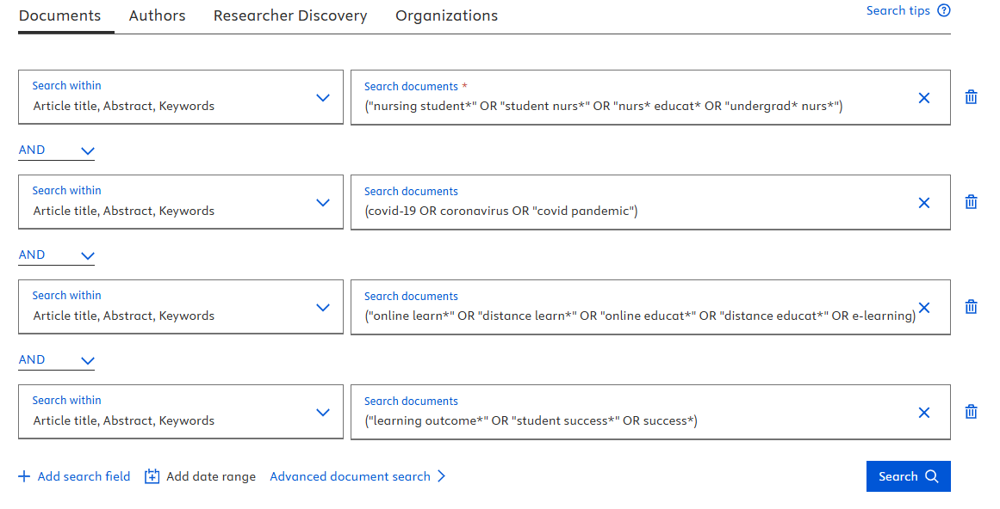 Documents Authors Researcher Discovery Organizations Search tips ?
Search within
Article title, Abstract, Keywords
Search documents *
("nursing student*" OR "student nurs*" OR "nurs* educat* OR "undergrad* nurs*")
AND
Search within
Article title, Abstract, Keywords
Search documents
(covid-19 OR coronavirus OR "covid pandemic")
AND
Search within
Article title, Abstract, Keywords
Search documents
("online learn*" OR "distance learn*" OR "online educat*" OR "distance educat*" OR e-learning)
AND
Search within
Article title, Abstract, Keywords
Search documents
("learning outcome*" OR "student success*" OR success*)
+ Add search field Add date range Advanced document search > Search